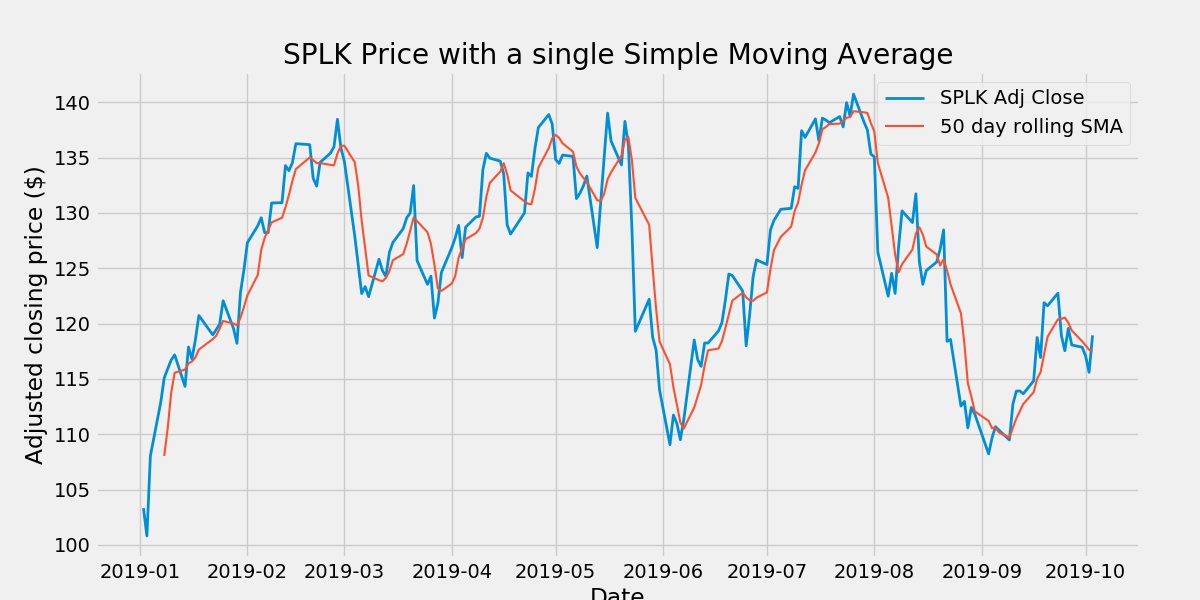 SPLK Price with a single Simple Moving Average
SPLK Adj Close
50 day rolling SMA
Adjusted closing price ($)
140
135
130
125
120
115
110
105
100
2019-01 2019-02 2019-03 2019-04 2019-05 2019-06 2019-07 2019-08 2019-09 2019-10
Date